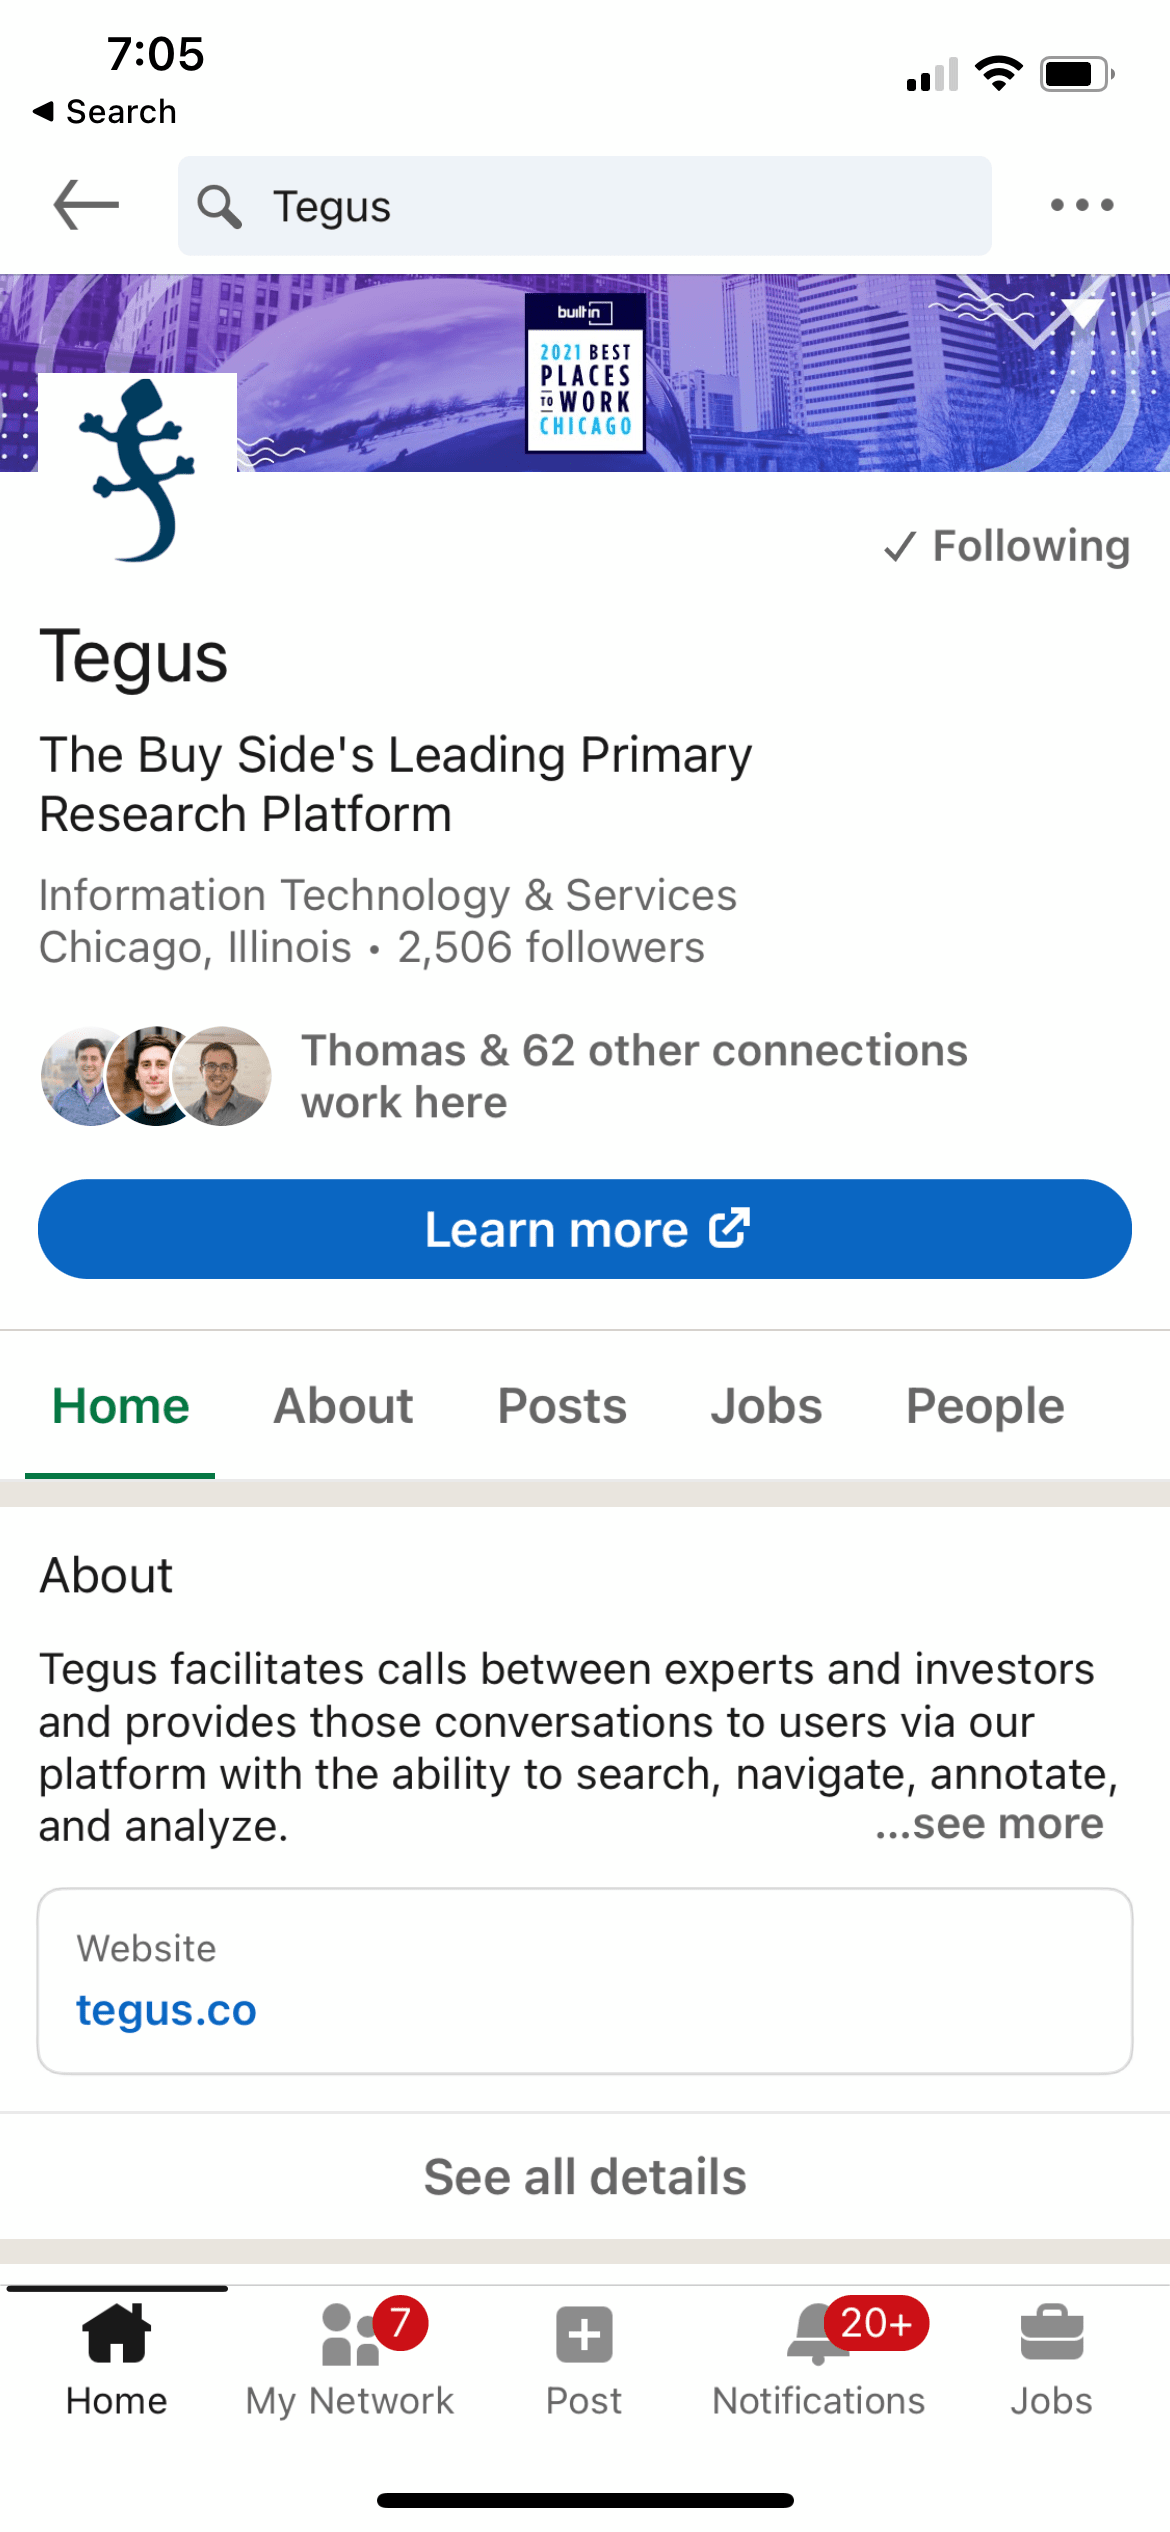 7:05
◀ Search
Tegus
builtin
2021 BEST
PLACES
TO WORK
CHICAGO
✓ Following
Tegus
The Buy Side's Leading Primary
Research Platform
Information Technology & Services
Chicago, Illinois • 2,506 followers
Thomas & 62 other connections
work here
Learn more
Home About Posts Jobs People
About
Tegus facilitates calls between experts and investors
and provides those conversations to users via our
platform with the ability to search, navigate, annotate,
and analyze. ...see more
Website
tegus.co
See all details
7 20+
Home My Network Post Notifications Jobs